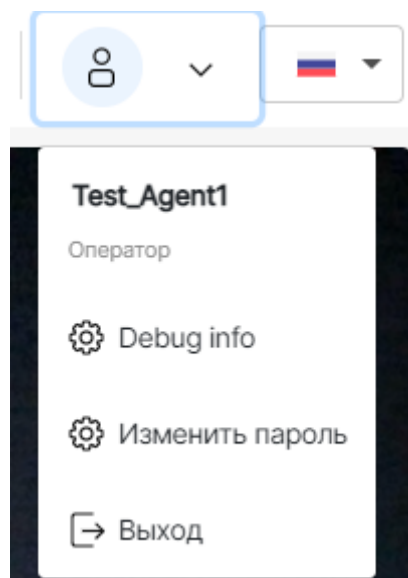 Test_Agent1
Оператор
Debug info
Изменить пароль
Выход